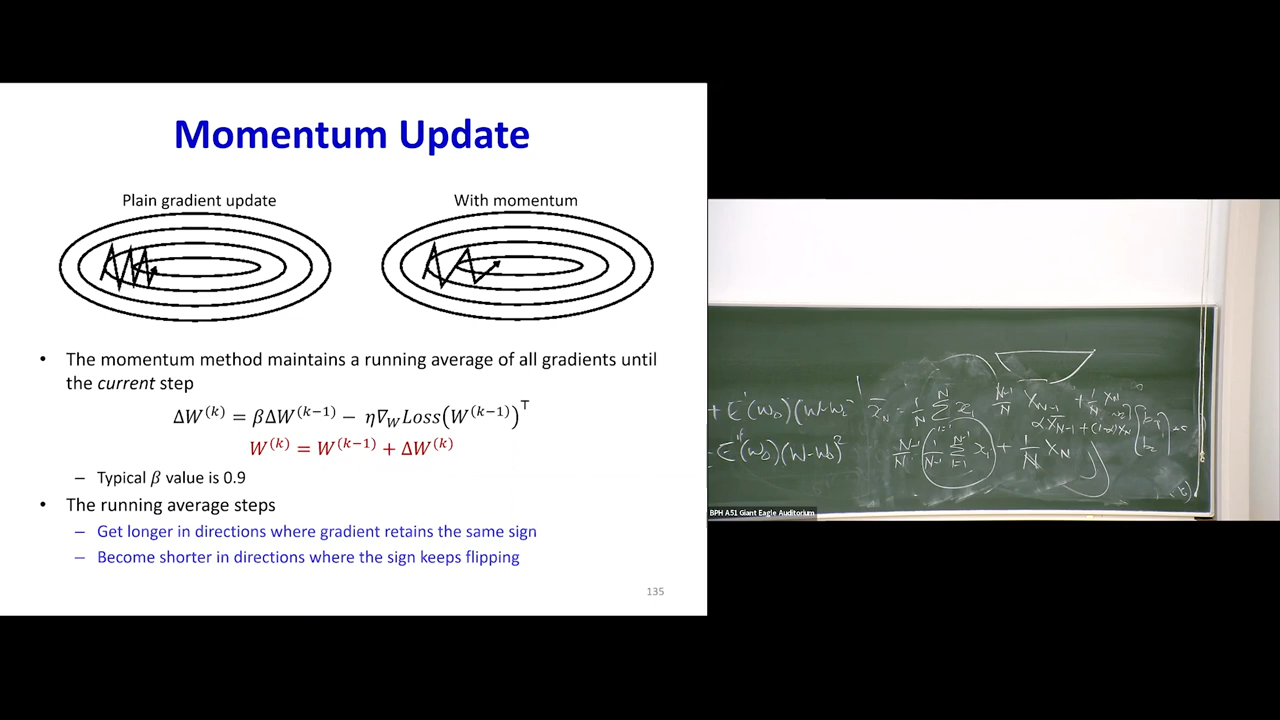 Momentum Update
Plain gradient update
With momentum
• The momentum method maintains a running average of all gradients until
the current step
ΔW⁽ᵏ⁾ = βΔW⁽ᵏ⁻¹⁾ − η∇_W Loss(W⁽ᵏ⁻¹⁾)ᵀ
W⁽ᵏ⁾ = W⁽ᵏ⁻¹⁾ + ΔW⁽ᵏ⁾
– Typical β value is 0.9
• The running average steps
– Get longer in directions where gradient retains the same sign
– Become shorter in directions where the sign keeps flipping
135
BPH A51 Giant Eagle Auditorium